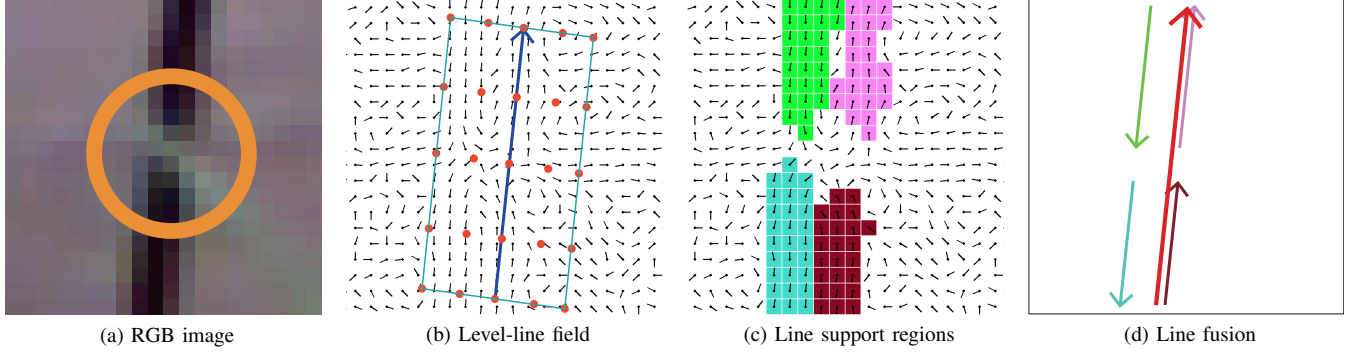 (a) RGB image
(b) Level-line field
(c) Line support regions
(d) Line fusion